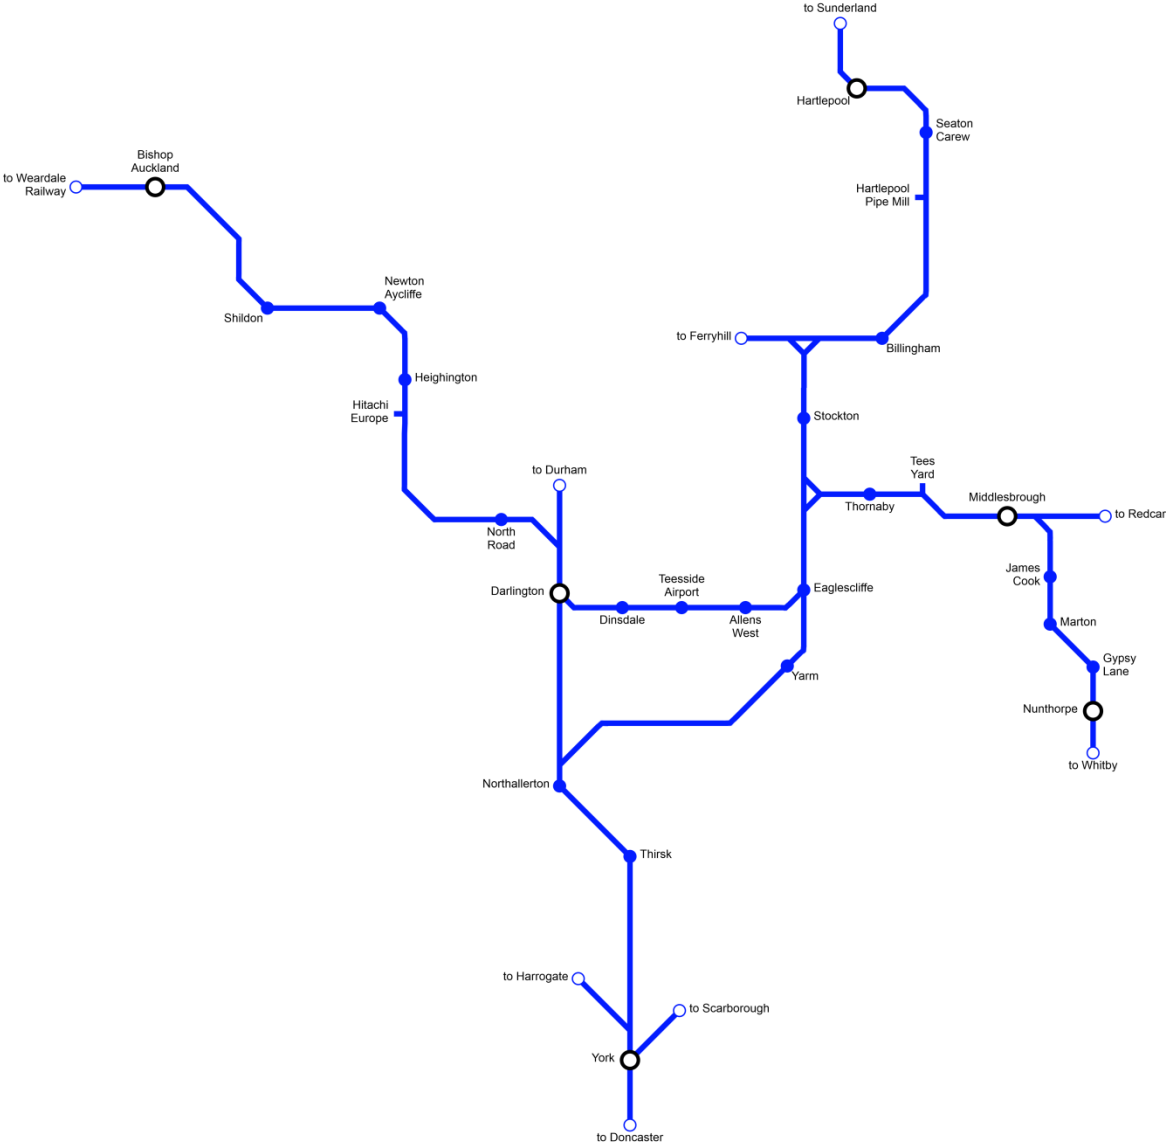 to Sunderland
Hartlepool
Seaton
Carew
Bishop
Auckland
to Weardale
Railway
Hartlepool
Pipe Mill
Newton
Aycliffe
Shildon
to Ferryhill
Billingham
Heighington
Hitachi
Europe
Stockton
to Durham
Tees
Yard
Thornaby
Middlesbrough
to Redcar
North
Road
James
Cook
Teesside
Airport
Darlington
Eaglescliffe
Dinsdale
Allens
West
Marton
Gypsy
Lane
Yarm
Nunthorpe
to Whitby
Northallerton
Thirsk
to Harrogate
to Scarborough
York
to Doncaster